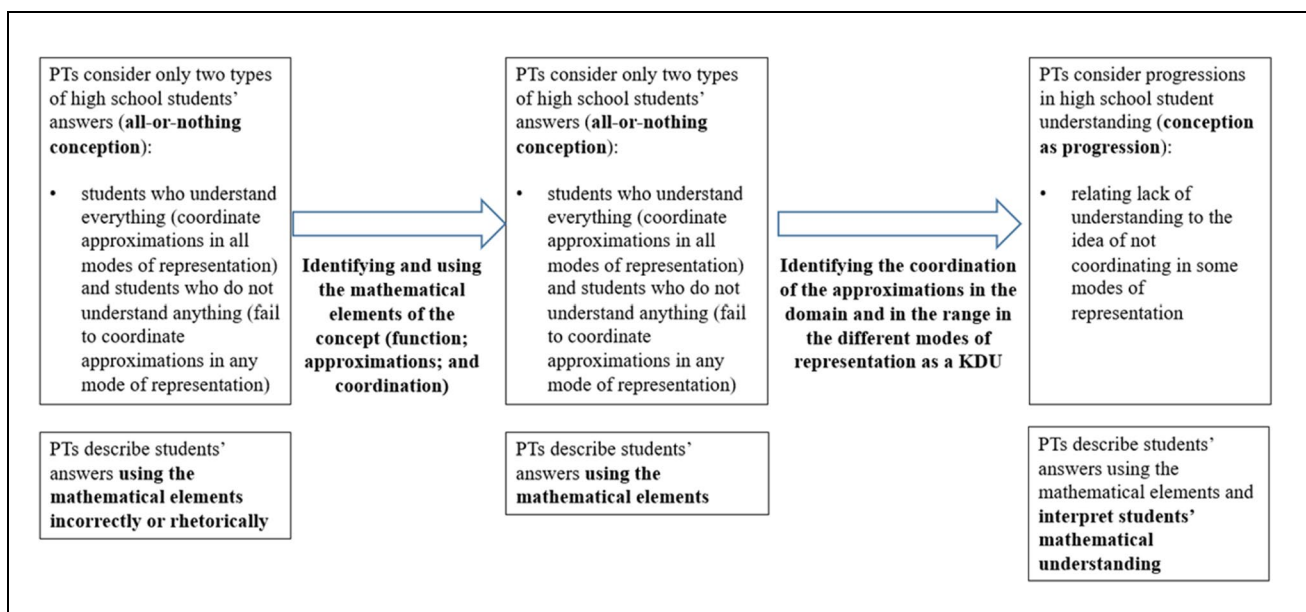 PTs consider only two types
of high school students’
answers (all-or-nothing
conception):
• students who understand
everything (coordinate
approximations in all
modes of representation)
and students who do not
understand anything (fail
to coordinate
approximations in any
mode of representation)
PTs describe students’
answers using the
mathematical elements
incorrectly or rhetorically
Identifying and using
the mathematical
elements of the
concept (function;
approximations; and
coordination)
PTs consider only two types
of high school students’
answers (all-or-nothing
conception):
• students who understand
everything (coordinate
approximations in all
modes of representation)
and students who do not
understand anything (fail
to coordinate
approximations in any
mode of representation)
PTs describe students’
answers using the
mathematical elements
Identifying the coordination
of the approximations in the
domain and in the range in
the different modes of
representation as a KDU
PTs consider progressions
in high school student
understanding (conception
as progression):
• relating lack of
understanding to the
idea of not
coordinating in some
modes of
representation
PTs describe students’
answers using the
mathematical elements and
interpret students’
mathematical
understanding